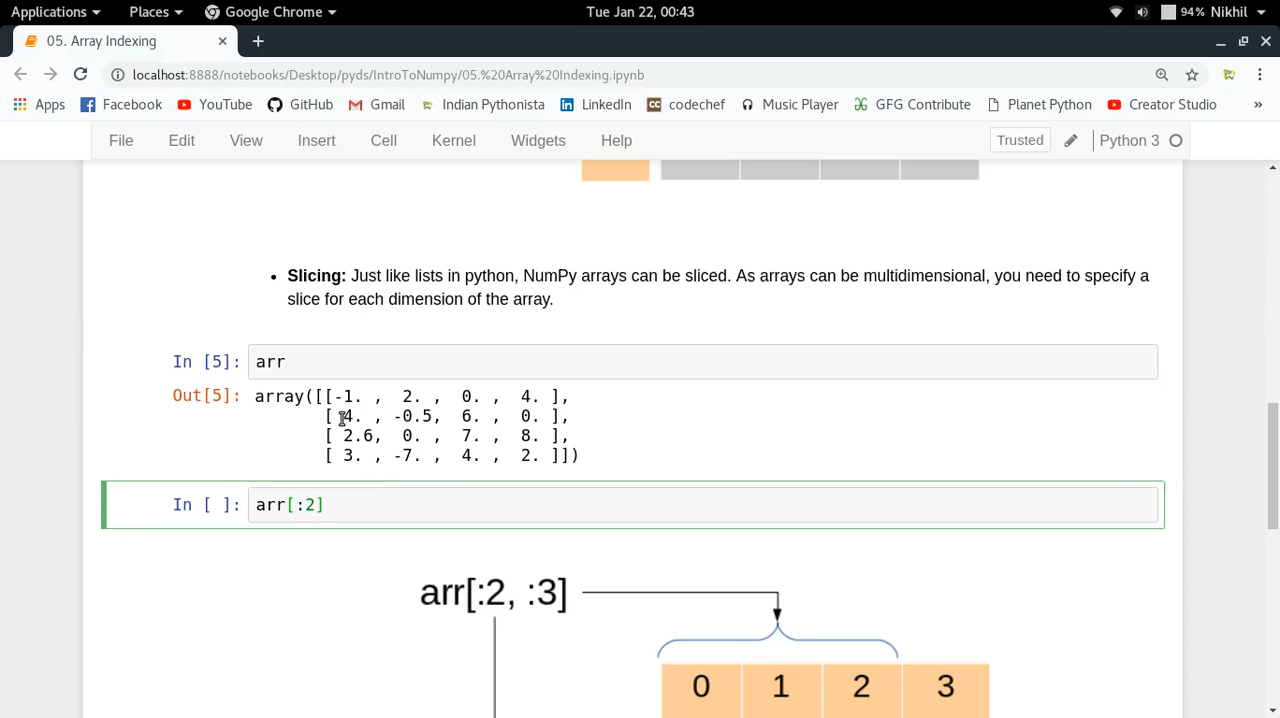 Applications Places Google Chrome Tue Jan 22, 00:43 94% Nikhil
05. Array Indexing
localhost:8888/notebooks/Desktop/pyds/IntroToNumpy/05.%20Array%20Indexing.ipynb
Apps Facebook YouTube GitHub Gmail Indian Pythonista LinkedIn codechef Music Player GFG Contribute Planet Python Creator Studio »
File Edit View Insert Cell Kernel Widgets Help Trusted Python 3
• Slicing: Just like lists in python, NumPy arrays can be sliced. As arrays can be multidimensional, you need to specify a
slice for each dimension of the array.
In [5]: arr
Out[5]: array([[-1. , 2. , 0. , 4. ],
[ 4. , -0.5, 6. , 0. ],
[ 2.6, 0. , 7. , 8. ],
[ 3. , -7. , 4. , 2. ]])
In [ ]: arr[:2]
arr[:2, :3]
0 1 2 3